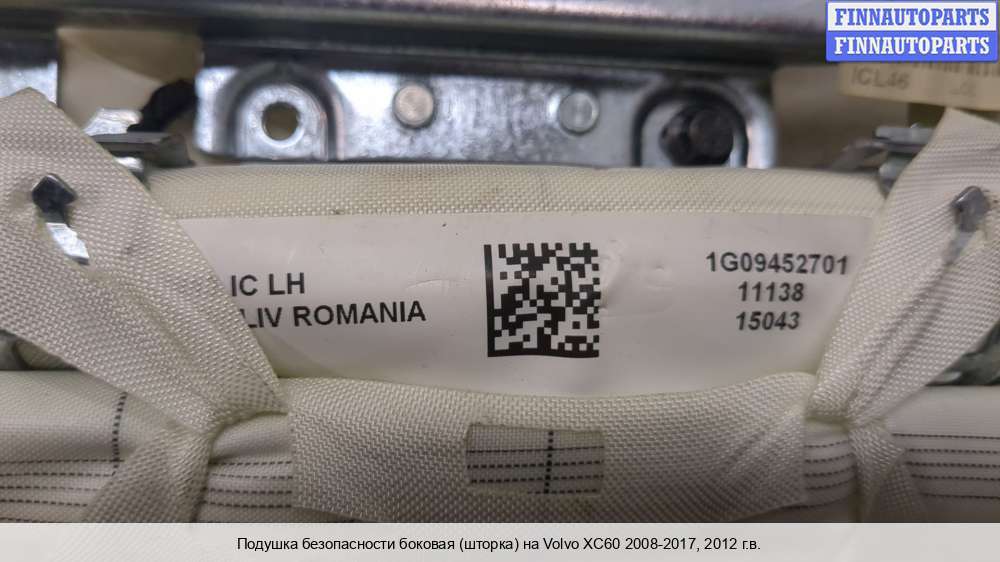 FINNAUTOPARTS
FINNAUTOPARTS
ICL46
IC LH
LIV ROMANIA
1G09452701
11138
15043
Подушка безопасности боковая (шторка) на Volvo XC60 2008-2017, 2012 г.в.